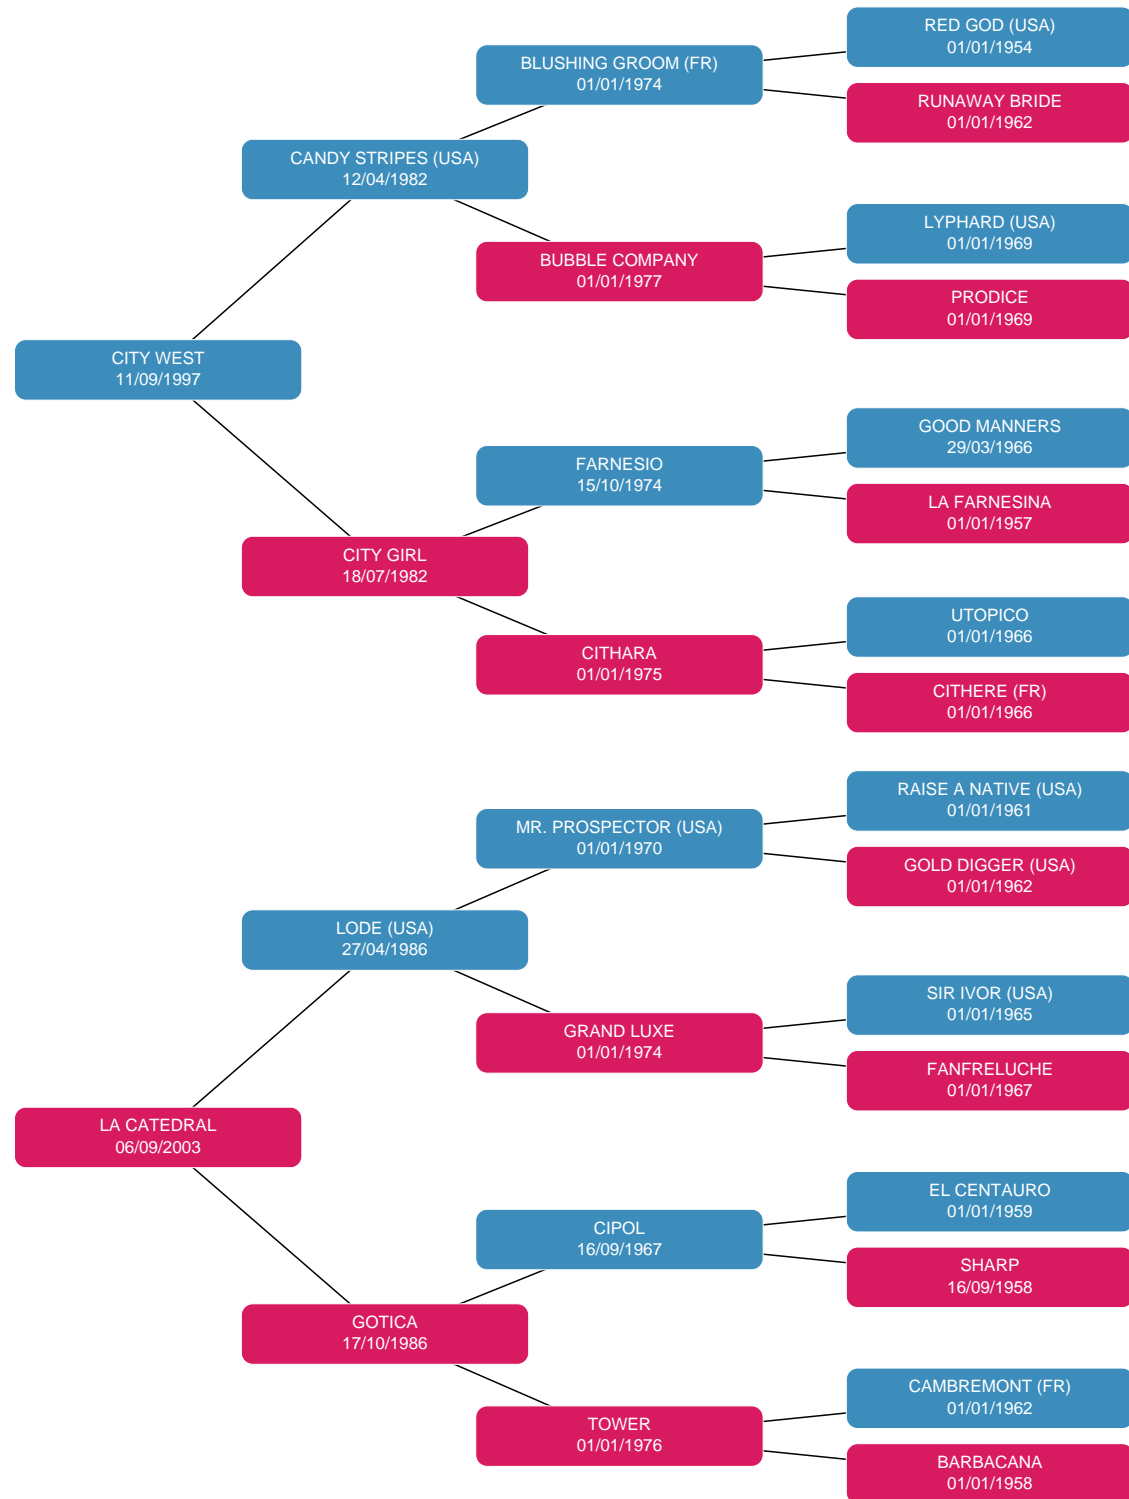 RED GOD (USA)
01/01/1954
BLUSHING GROOM (FR)
01/01/1974
RUNAWAY BRIDE
01/01/1962
CANDY STRIPES (USA)
12/04/1982
LYPHARD (USA)
01/01/1969
BUBBLE COMPANY
01/01/1977
PRODICE
01/01/1969
CITY WEST
11/09/1997
GOOD MANNERS
29/03/1966
FARNESIO
15/10/1974
LA FARNESINA
01/01/1957
CITY GIRL
18/07/1982
UTOPICO
01/01/1966
CITHARA
01/01/1975
CITHERE (FR)
01/01/1966
RAISE A NATIVE (USA)
01/01/1961
MR. PROSPECTOR (USA)
01/01/1970
GOLD DIGGER (USA)
01/01/1962
LODE (USA)
27/04/1986
SIR IVOR (USA)
01/01/1965
GRAND LUXE
01/01/1974
FANFRELUCHE
01/01/1967
LA CATEDRAL
06/09/2003
EL CENTAURO
01/01/1959
CIPOL
16/09/1967
SHARP
16/09/1958
GOTICA
17/10/1986
CAMBREMONT (FR)
01/01/1962
TOWER
01/01/1976
BARBACANA
01/01/1958